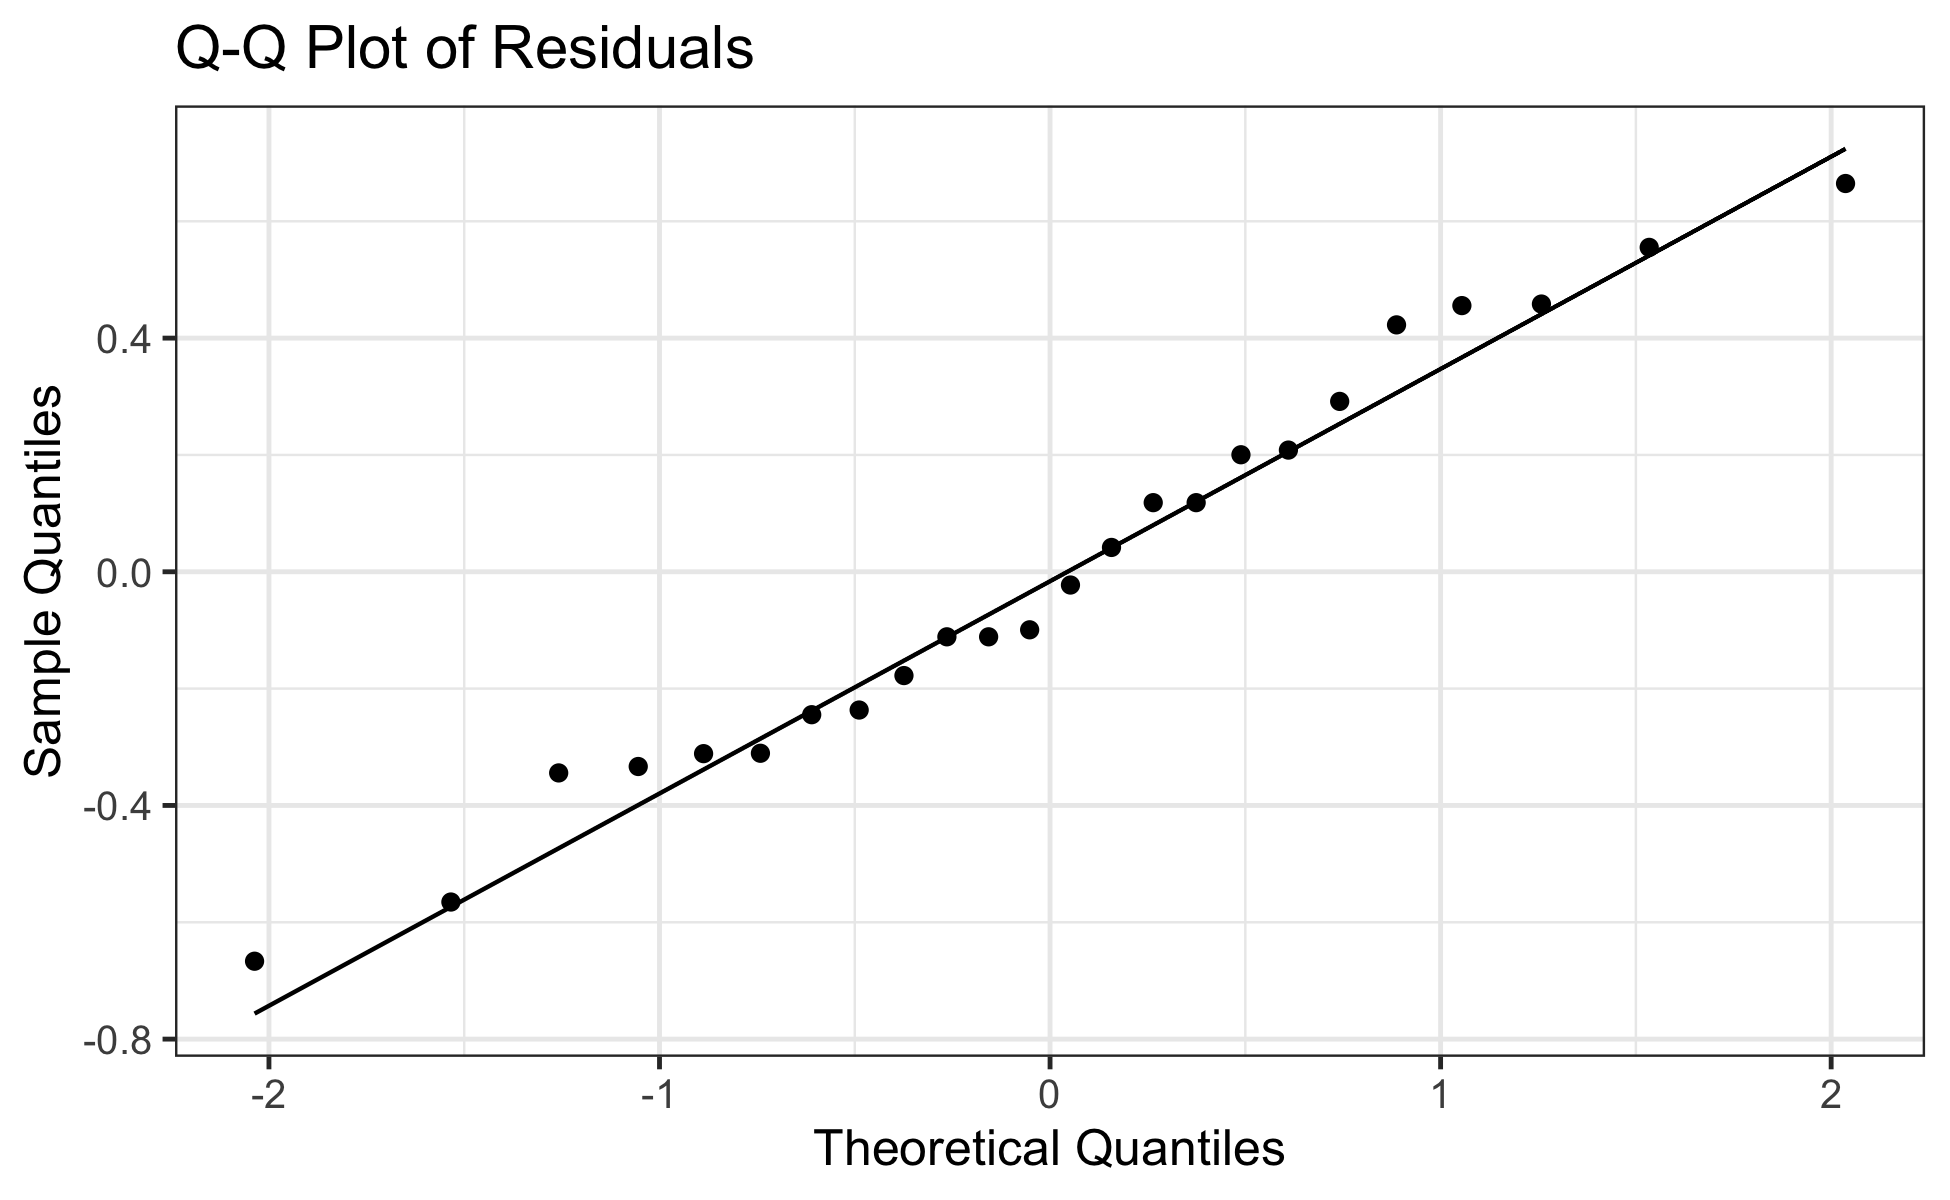 Q-Q Plot of Residuals
Sample Quantiles
0.4
0.0
-0.4
-0.8
-2 -1 0 1 2
Theoretical Quantiles